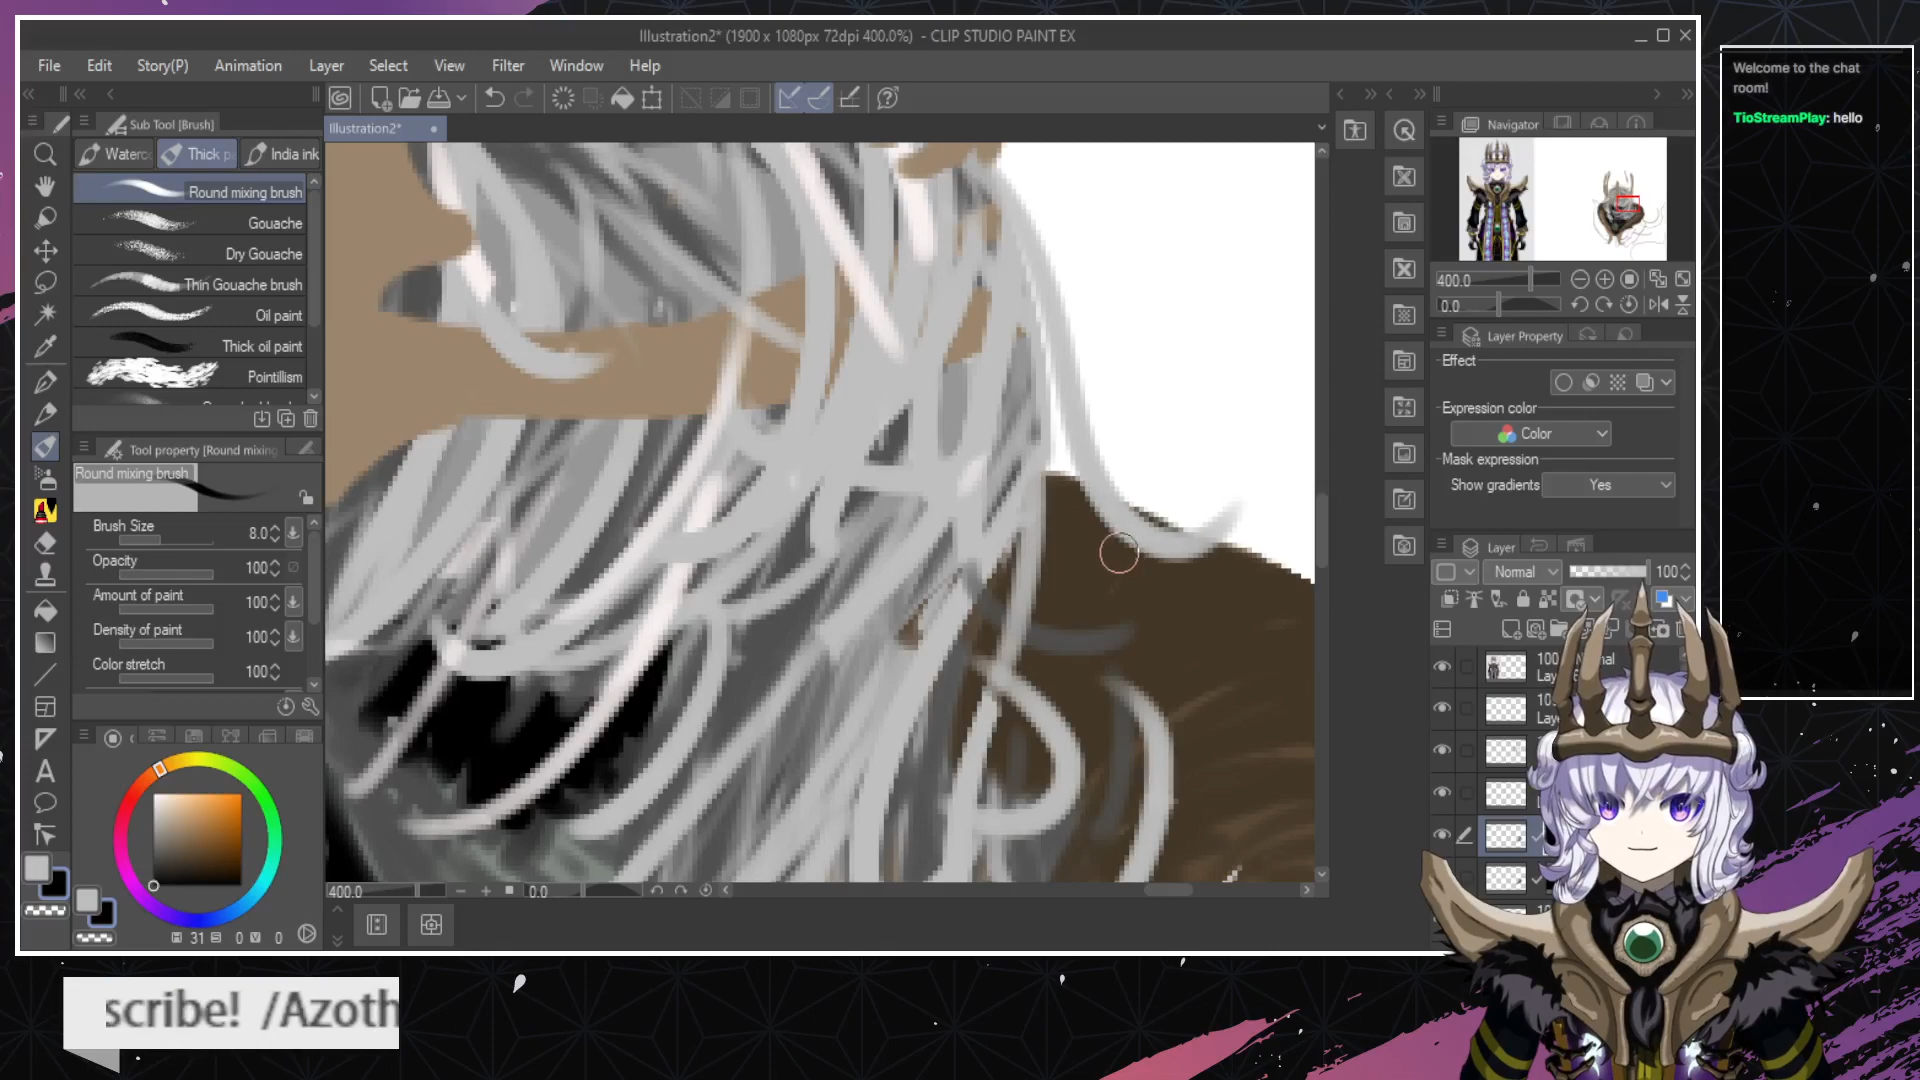 Illustration2* (1900 x 1080px 72dpi 400.0%) - CLIP STUDIO PAINT EX
File Edit Story(P) Animation Layer Select View Filter Window Help
Sub Tool [Brush]
Illustration2*
Navigator
Thick p
India ink
Round mixing brush
Gouache
Dry Gouache
Thin Gouache brush
Oil paint
Thick oil paint
Pointillism
Tool property [Round mixing
Round mixing brush
Brush Size 8.0
Opacity 100
Amount of paint 100
Density of paint 100
Color stretch 100
31 0 0
400.0 0.0
400.0
0.0
Layer Property
Effect
Expression color
Color
Mask expression
Show gradients Yes
Layer
Normal 100
Welcome to the chat
room!
TioStreamPlay: hello
scribe! /Azoth